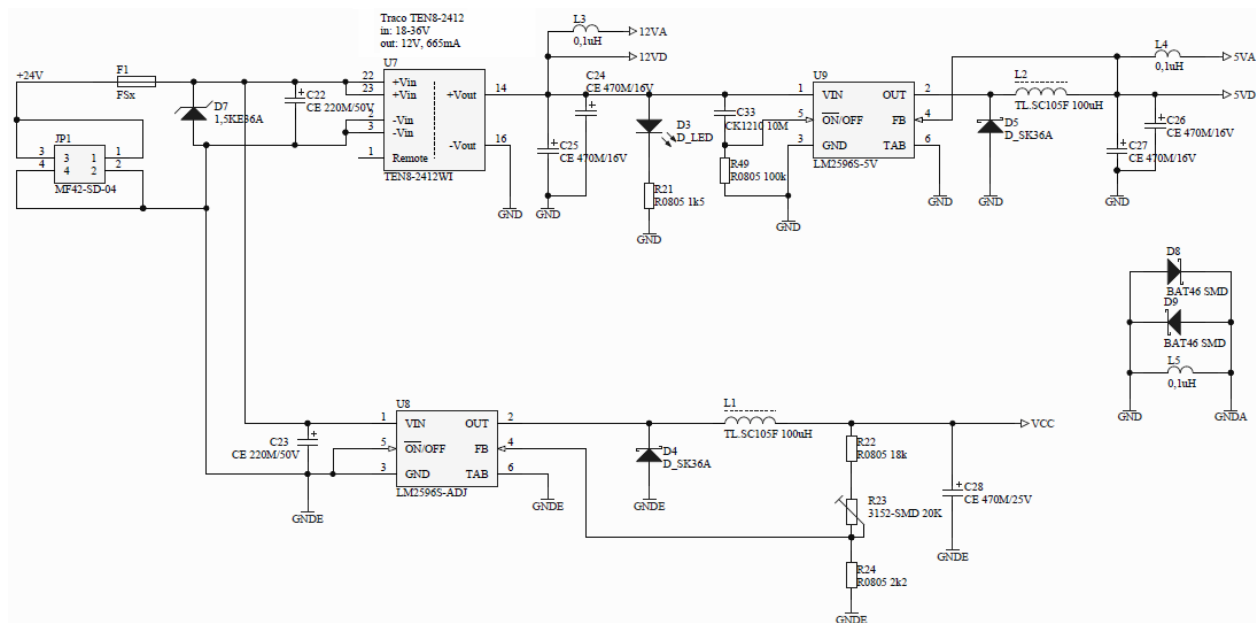 Traco TEN8-2412
in: 18-36V
out: 12V, 665mA
U7
+24V
F1
FSx
D7
1,5KE36A
C22
CE 220M/50V
22
23
2
3
1
+Vin
+Vin
-Vin
-Vin
Remote
+Vout
-Vout
14
16
TEN8-2412WI
GND
JP1
3
4
3 1
4 2
1
2
MF42-SD-04
L3
0,1uH
12VA
12VD
C24
CE 470M/16V
C25
CE 470M/16V
GND
D3
D_LED
R21
R0805 1k5
GND
C33
CK1210 10M
R49
R0805 100k
GND
U9
1
5
3
VIN
ON/OFF
GND
OUT
FB
TAB
2
4
6
LM2596S-5V
GND
D5
D_SK36A
GND
L2
TL.SC105F 100uH
L4
0,1uH
5VA
5VD
C26
CE 470M/16V
C27
CE 470M/16V
GND
D8
BAT46 SMD
D9
BAT46 SMD
L5
0,1uH
GND
GNDA
C23
CE 220M/50V
GNDE
U8
1
5
3
VIN
ON/OFF
GND
OUT
FB
TAB
2
4
6
LM2596S-ADJ
GNDE
D4
D_SK36A
GNDE
L1
TL.SC105F 100uH
VCC
R22
R0805 18k
R23
3152-SMD 20K
R24
R0805 2k2
GNDE
C28
CE 470M/25V
GNDE